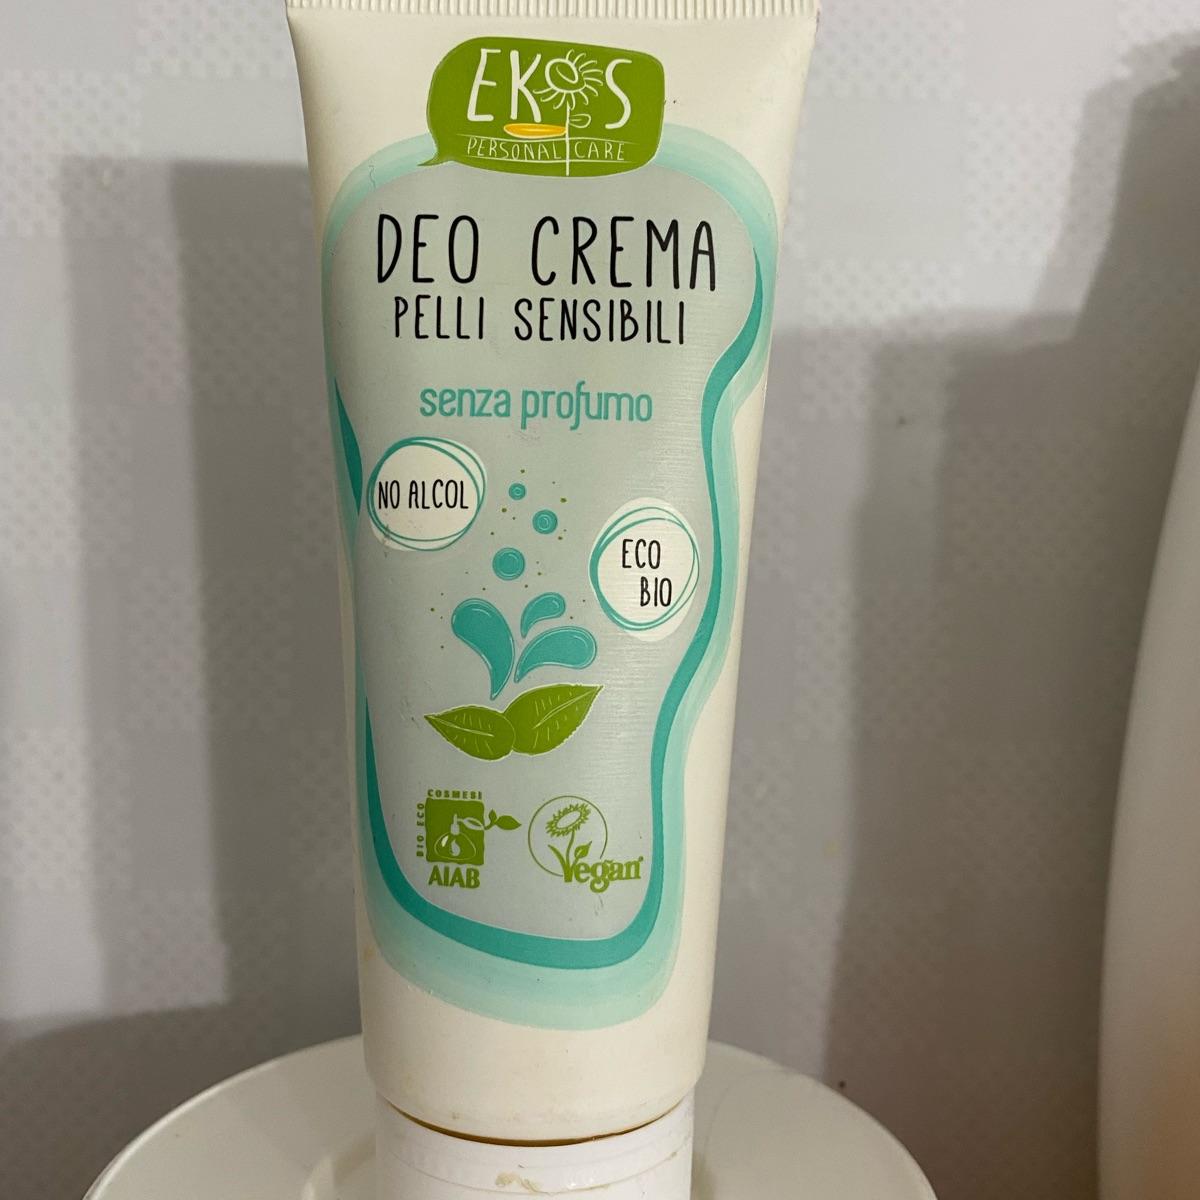 EKOS
PERSONAL CARE
DEO CREMA
PELLI SENSIBILI
senza profumo
NO ALCOL
ECO
BIO
COSMESI
BIO ECO
AIAB
Vegan